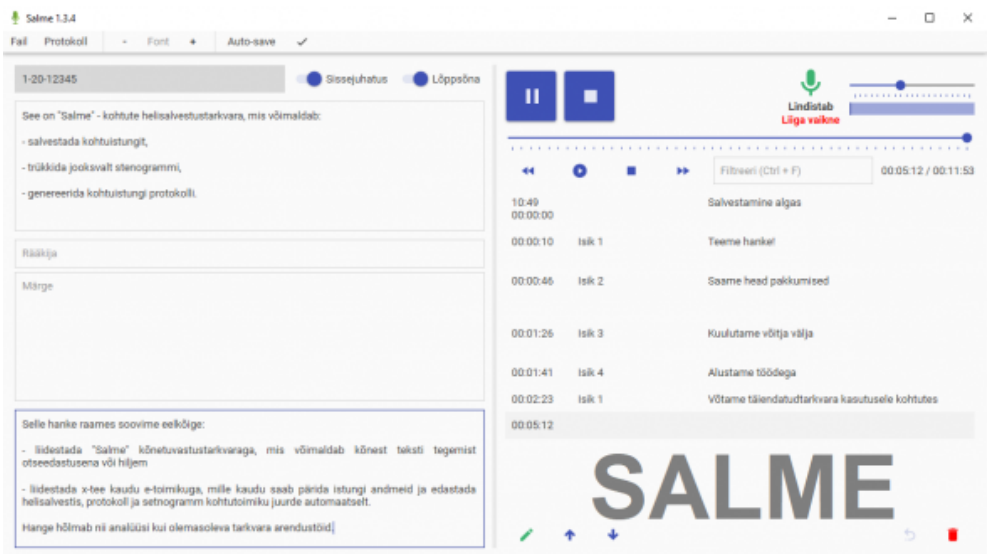 Salme 1.3.4
Fail Protokoll - Font + Auto-save
1-20-12345
Sissejuhatus
Lõppsõna
See on "Salme" - kohtute helisalvestustarkvara, mis võimaldab:
- salvestada kohtuistungit,
- trükkida jooksvalt stenogrammi,
- genereerida kohtuistungi protokolli.
Rääkija
Märge
Selle hanke raames soovime eelkõige:
- liidestada "Salme" kõnetuvastustarkvaraga, mis võimaldab kõnest teksti tegemist
otseedastusena või hiljem
- liidestada x-tee kaudu e-toimikuga, mille kaudu saab pärida istungi andmeid ja edastada
helisalvestis, protokoll ja setnogramm kohtutoimiku juurde automaatselt.
Hange hõlmab nii analüüsi kui olemasoleva tarkvara arendustöid.
Lindistab
Liiga vaikne
Filtreeri (Ctrl + F)
00:05:12 / 00:11:53
10:49
00:00:00 Salvestamine algas
00:00:10 Isik 1 Teeme hanke!
00:00:46 Isik 2 Saame head pakkumised
00:01:26 Isik 3 Kuulutame võitja välja
00:01:41 Isik 4 Alustame töödega
00:02:23 Isik 1 Võtame täiendatudtarkvara kasutusele kohtutes
00:05:12
SALME